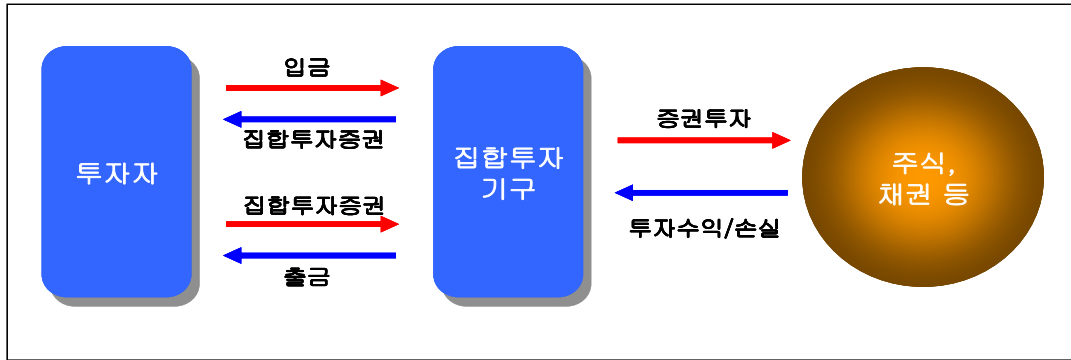 투자자
입금
집합투자증권
집합투자증권
출금
집합투자
기구
증권투자
투자수익/손실
주식,
채권 등